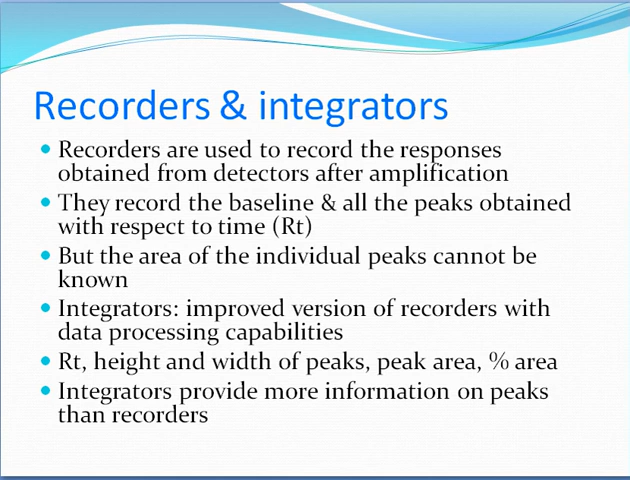 Recorders & integrators
• Recorders are used to record the responses
obtained from detectors after amplification
• They record the baseline & all the peaks obtained
with respect to time (Rt)
• But the area of the individual peaks cannot be
known
• Integrators: improved version of recorders with
data processing capabilities
• Rt, height and width of peaks, peak area, % area
• Integrators provide more information on peaks
than recorders